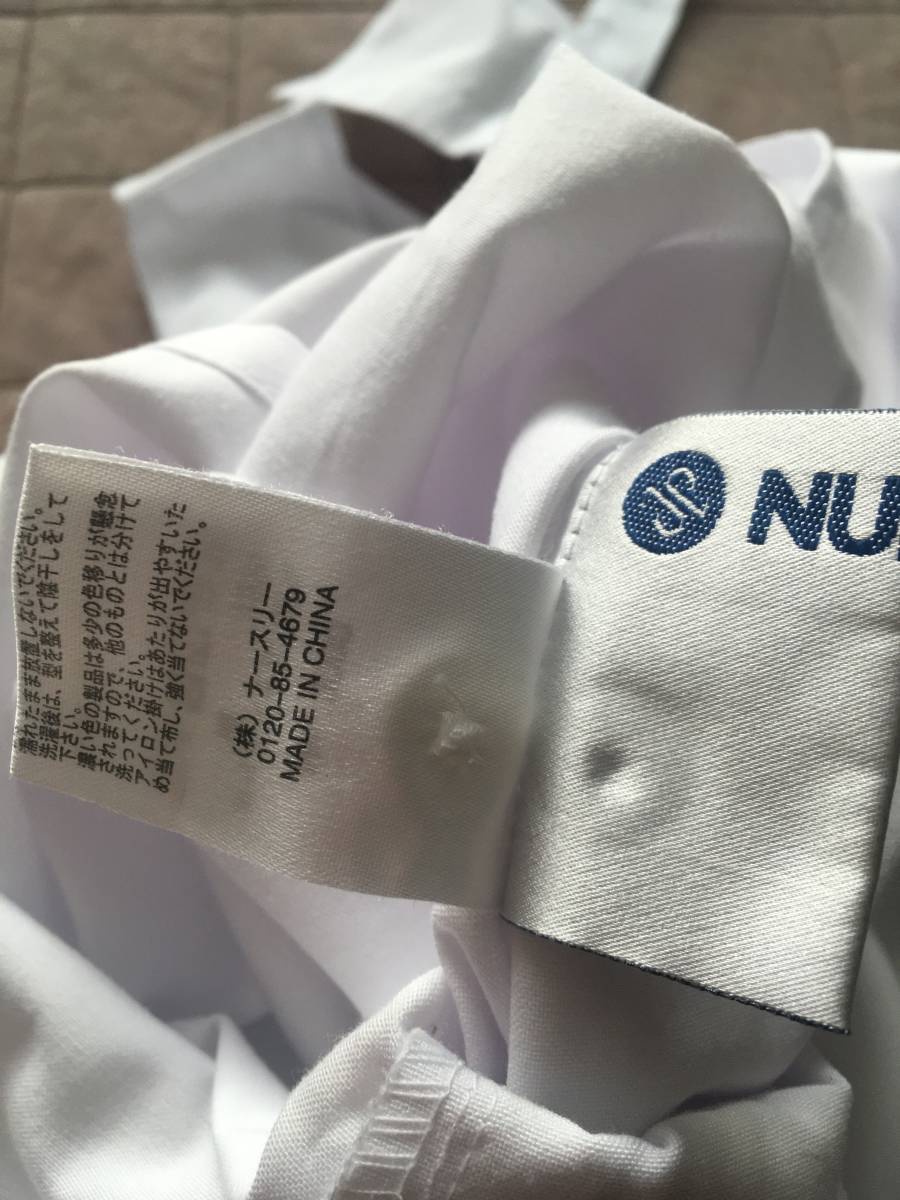 濡れたまま放置しないでください。
洗濯後は、型を整えて陰干しをして
下さい。
濃い色の製品は多少の色移りが懸念
されますので、他のものとは分けて
洗ってください。
アイロン掛けはあたりが出やすいた
め当て布し、強く当てないでください。
(株) ナースリー
0120-85-4679
MADE IN CHINA
NU